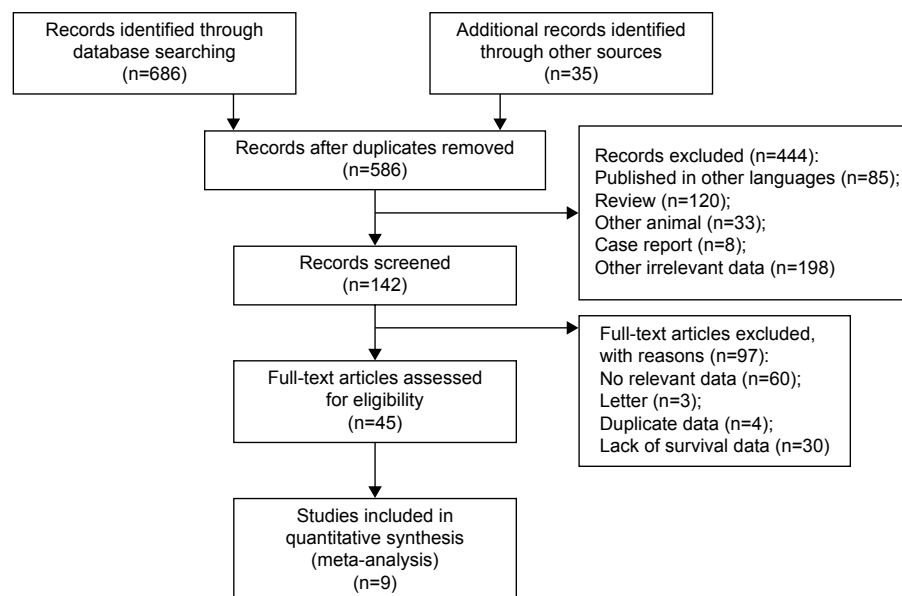 Records identified through
database searching
(n=686)
Additional records identified
through other sources
(n=35)
Records after duplicates removed
(n=586)
Records excluded (n=444):
Published in other languages (n=85);
Review (n=120);
Other animal (n=33);
Case report (n=8);
Other irrelevant data (n=198)
Records screened
(n=142)
Full-text articles excluded,
with reasons (n=97):
No relevant data (n=60);
Letter (n=3);
Duplicate data (n=4);
Lack of survival data (n=30)
Full-text articles assessed
for eligibility
(n=45)
Studies included in
quantitative synthesis
(meta-analysis)
(n=9)